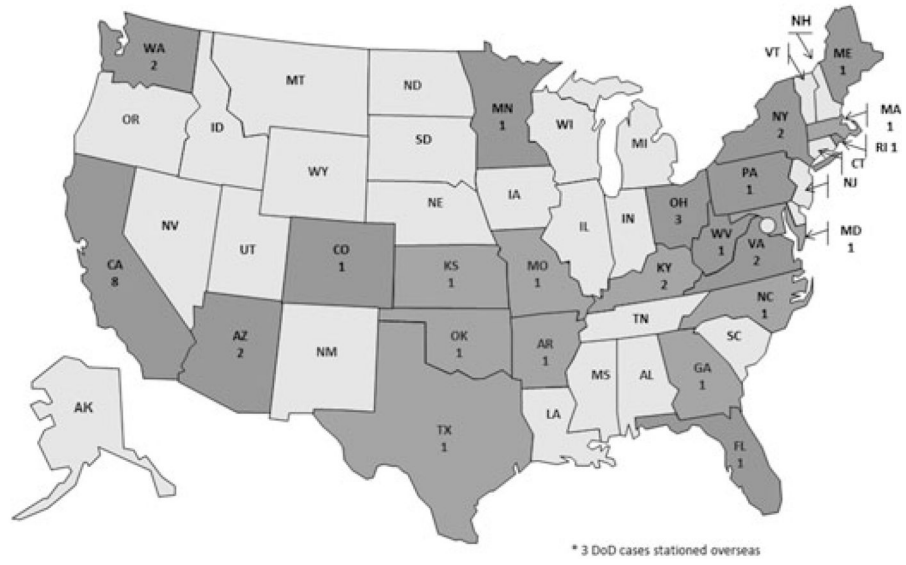 NH
VT
WA
2
MT
ND
MN
1
ME
1
OR
ID
SD
WI
MI
NY
2
MA
1
RI 1
CT
WY
IA
PA
1
NJ
NE
NV
UT
CO
1
IL
IN
OH
3
WV
1
VA
2
MD
1
CA
8
KS
1
MO
1
KY
2
NC
1
AZ
2
NM
OK
1
AR
1
TN
SC
MS
AL
GA
1
AK
TX
1
LA
FL
1
* 3 DoD cases stationed overseas